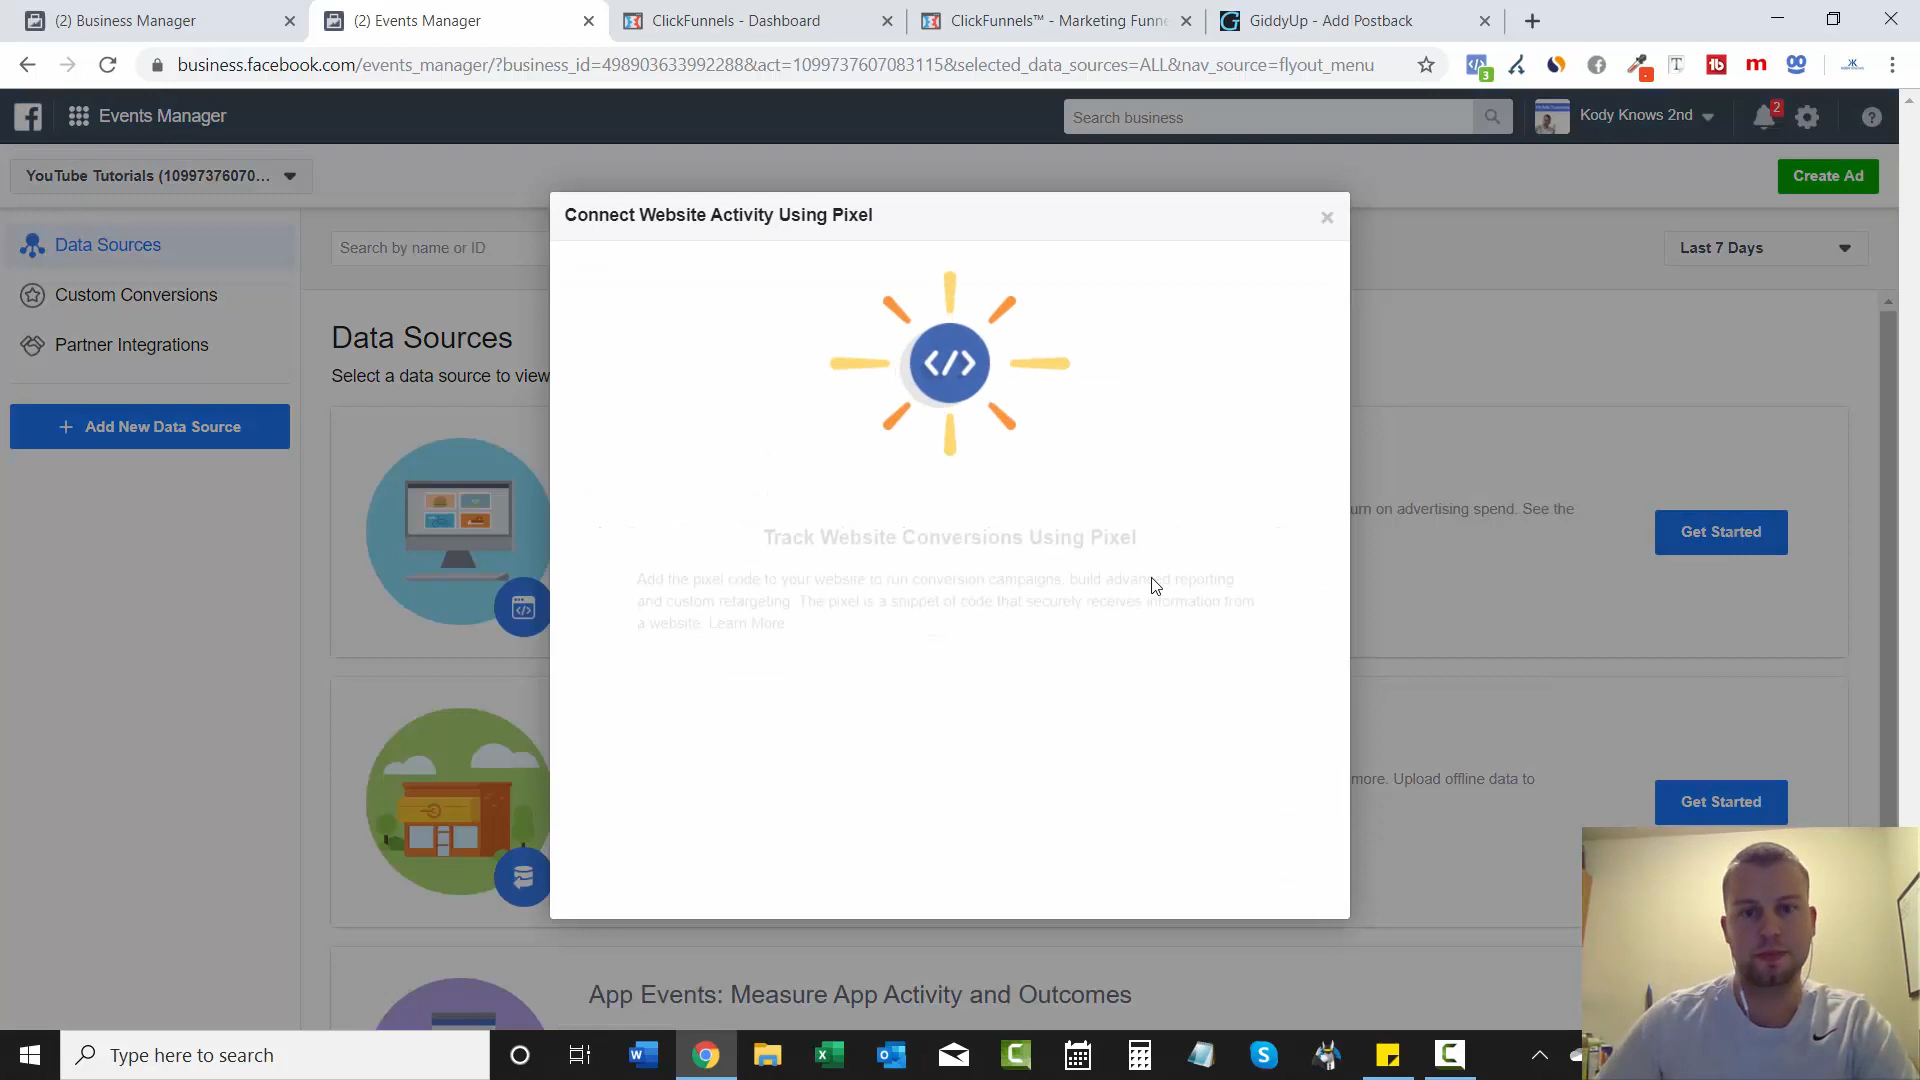 (2) Business Manager
(2) Events Manager
ClickFunnels - Dashboard
ClickFunnels™ - Marketing Funne
GiddyUp - Add Postback
business.facebook.com/events_manager/?business_id=498903633992288&act=1099737607083115&selected_data_sources=ALL&nav_source=flyout_menu
3
Events Manager
Search business
Kody Knows 2nd
2
YouTube Tutorials (10997376070...
Create Ad
Connect Website Activity Using Pixel
Data Sources
Search by name or ID
Last 7 Days
Custom Conversions
Partner Integrations
Data Sources
Select a data source to view
Add New Data Source
urn on advertising spend. See the
Get Started
Track Website Conversions Using Pixel
Add the pixel code to your website to run conversion campaigns, build advanced reporting
and custom retargeting. The pixel is a snippet of code that securely receives information from
a website. Learn More
more. Upload offline data to
Get Started
App Events: Measure App Activity and Outcomes
Type here to search